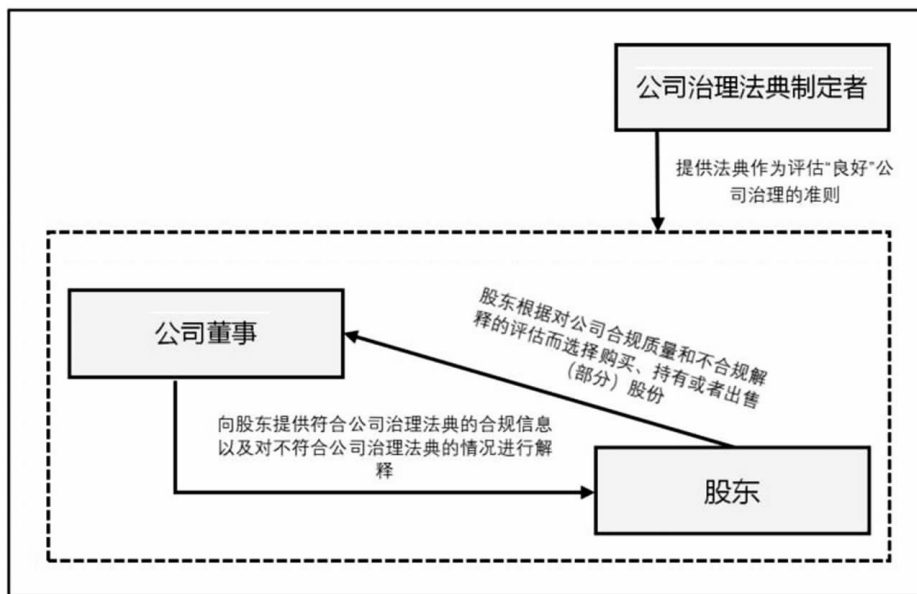 公司治理法典制定者
提供法典作为评估“良好”公
司治理的准则
公司董事
股东根据对公司合规质量和不合规解
释的评估而选择购买、持有或者出售
（部分）股份
向股东提供符合公司治理法典的合规信息
以及对不符合公司治理法典的情况进行解
释
股东